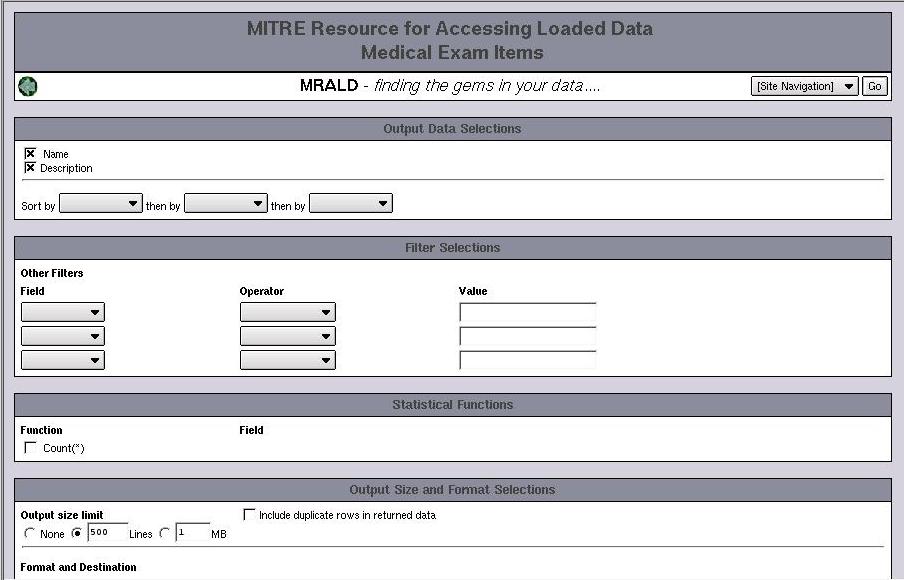 MITRE Resource for Accessing Loaded Data
Medical Exam Items
MRALD - finding the gems in your data.... [Site Navigation] Go
Output Data Selections
Name
Description
Sort by then by then by
Filter Selections
Other Filters
Field Operator Value
Statistical Functions
Function Field
Count(*)
Output Size and Format Selections
Output size limit Include duplicate rows in returned data
None 500 Lines 1 MB
Format and Destination